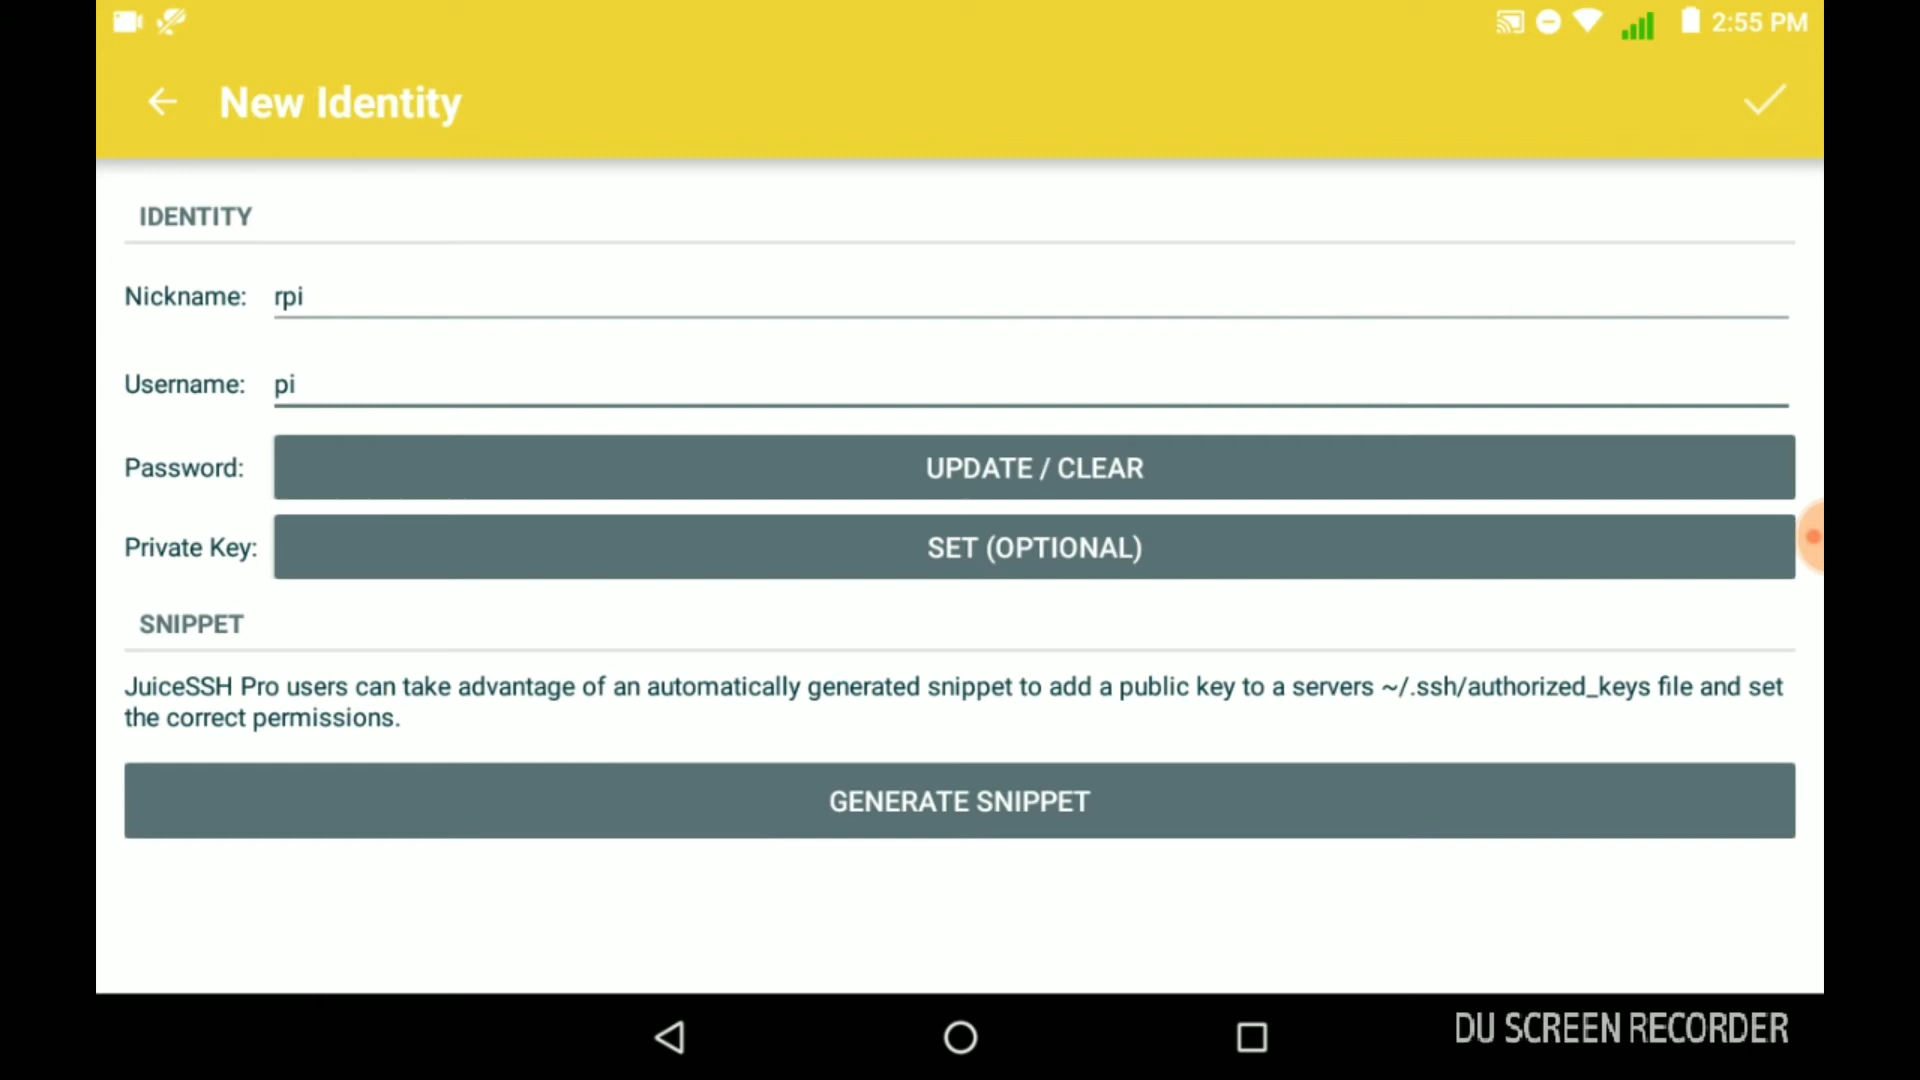 2:55 PM
New Identity
IDENTITY
Nickname: rpi
Username: pi
Password: UPDATE / CLEAR
Private Key: SET (OPTIONAL)
SNIPPET
JuiceSSH Pro users can take advantage of an automatically generated snippet to add a public key to a servers ~/.ssh/authorized_keys file and set
the correct permissions.
GENERATE SNIPPET
DU SCREEN RECORDER